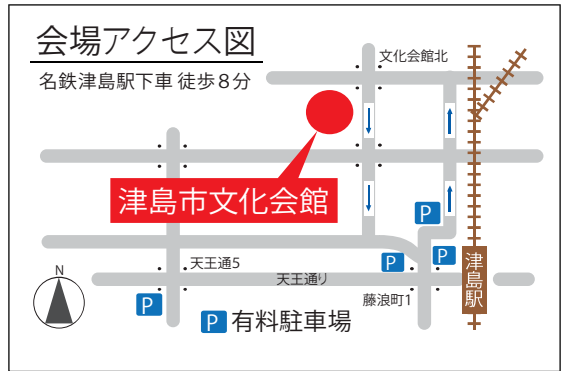 会場アクセス図
名鉄津島駅下車 徒歩8分
文化会館北
津島市文化会館
P
P
P
津島駅
天王通5
天王通り
N
藤浪町1
P
P 有料駐車場